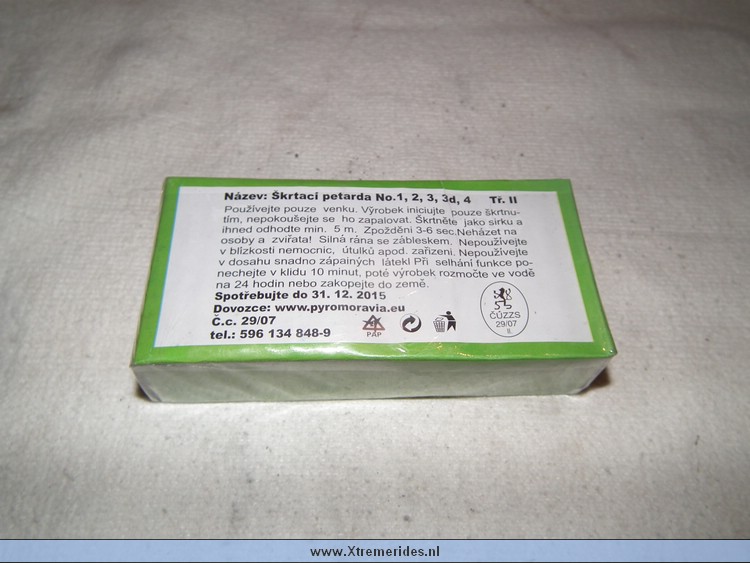 Název: Škrtací petarda No.1, 2, 3, 3d, 4 Tř. II
Používejte pouze venku. Výrobek iniciujte pouze škrtnu-
tím, nepokoušejte se ho zapalovat. Škrtněte jako sirku a
ihned odhodte min. 5 m. Zpoždění 3-6 sec.Neházet na
osoby a zvířata! Silná rána se zábleskem. Nepoužívejte
v blízkosti nemocnic, útulků apod. zařizeni. Nepoužívejte
v dosahu snadno zápalných látek! Při selhání funkce po-
nechejte v klidu 10 minut, poté výrobek rozmočte ve vodě
na 24 hodin nebo zakopejte do země.
Spotřebujte do 31. 12. 2015
Dovozce: www.pyromoravia.eu
Č.c. 29/07
tel.: 596 134 848-9
PAP
ČÚZZS
29/07
II.
www.Xtremerides.nl